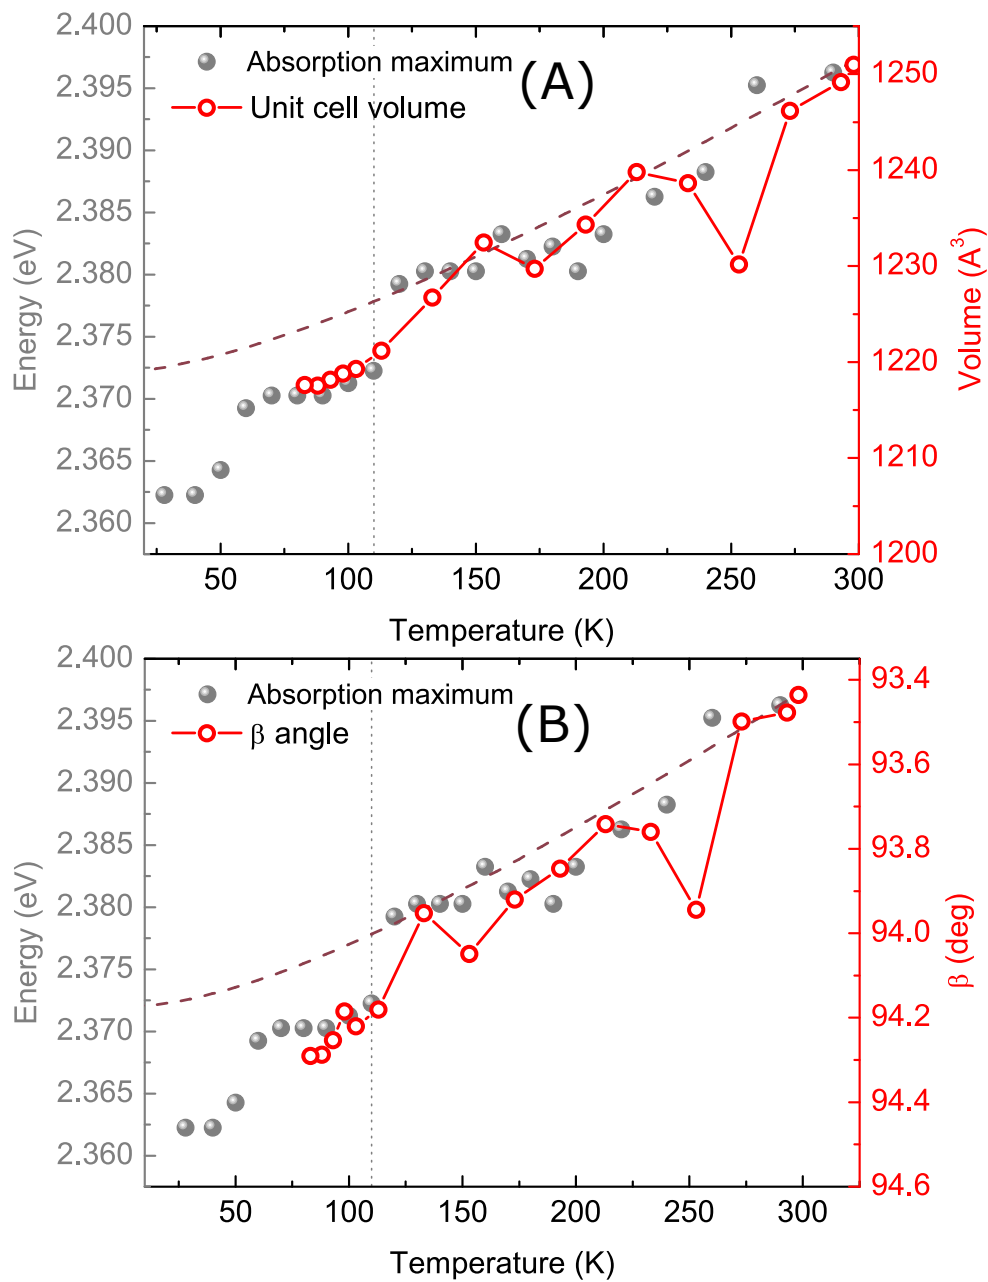 2.400
2.395
2.390
2.385
2.380
2.375
2.370
2.365
2.360
Energy (eV)
Absorption maximum
Unit cell volume
(A)
1250
1240
1230
1220
1210
1200
Volume (A³)
50 100 150 200 250 300
Temperature (K)
2.400
2.395
2.390
2.385
2.380
2.375
2.370
2.365
2.360
Energy (eV)
Absorption maximum
β angle
(B)
93.4
93.6
93.8
94.0
94.2
94.4
94.6
β (deg)
50 100 150 200 250 300
Temperature (K)